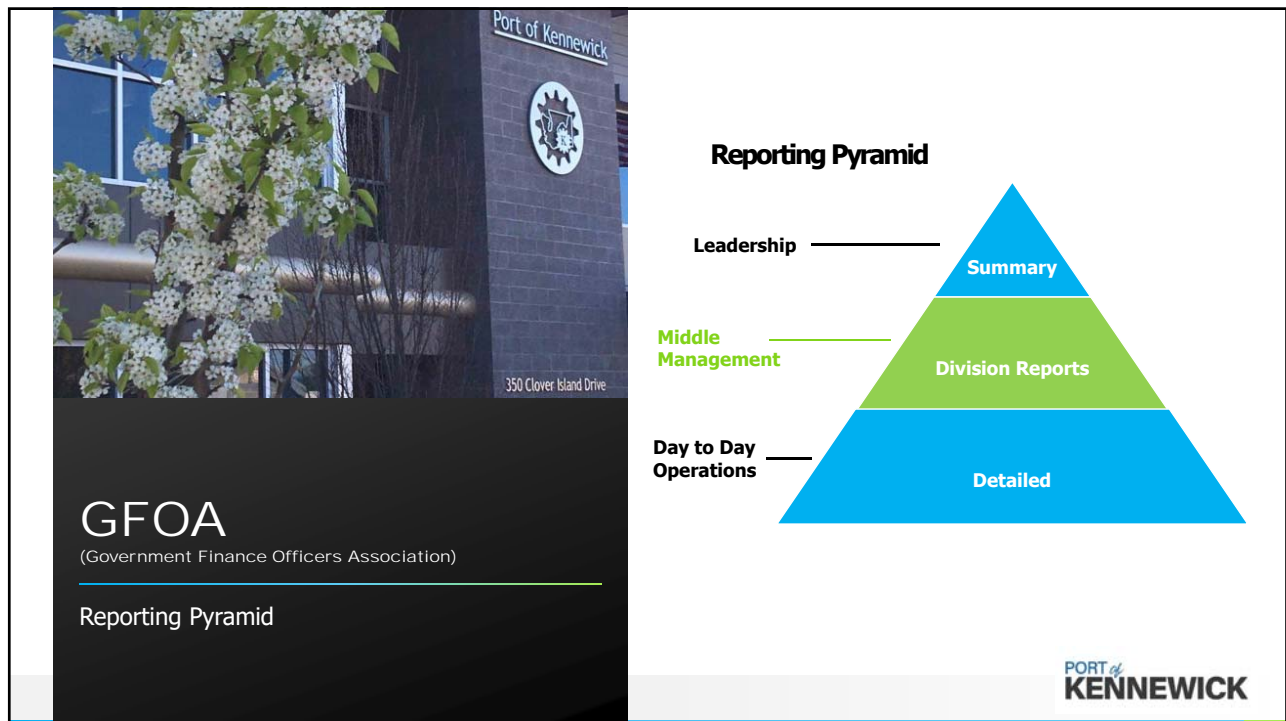 Port of Kennewick
350 Clover Island Drive
GFOA
(Government Finance Officers Association)
Reporting Pyramid
Reporting Pyramid
Leadership
Summary
Middle
Management
Division Reports
Day to Day
Operations
Detailed
PORT of
KENNEWICK